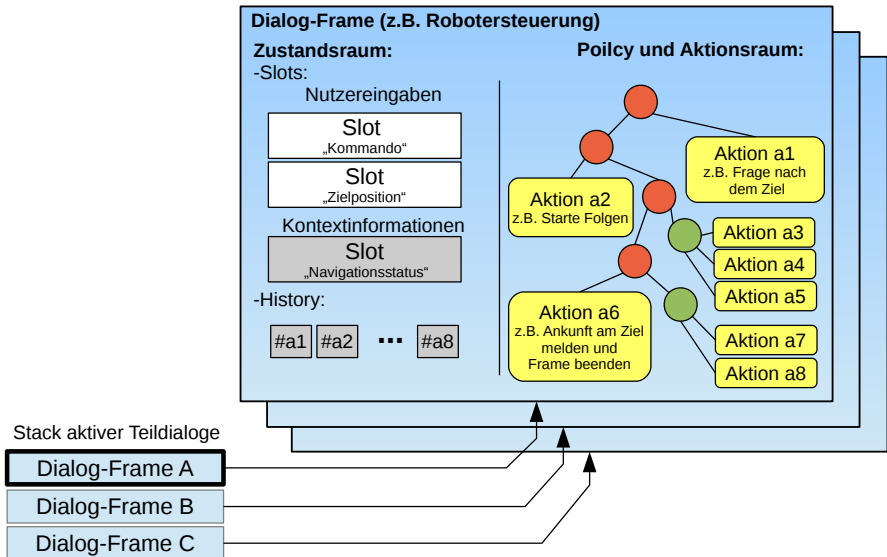 Dialog-Frame (z.B. Robotersteuerung)
Zustandsraum:
-Slots:
Nutzereingaben
Slot
„Kommando“
Slot
„Zielposition“
Kontextinformationen
Slot
„Navigationsstatus“
-History:
#a1
#a2
...
#a8
Poilcy und Aktionsraum:
Aktion a1
z.B. Frage nach
dem Ziel
Aktion a2
z.B. Starte Folgen
Aktion a3
Aktion a4
Aktion a5
Aktion a6
z.B. Ankunft am Ziel
melden und
Frame beenden
Aktion a7
Aktion a8
Stack aktiver Teildialoge
Dialog-Frame A
Dialog-Frame B
Dialog-Frame C